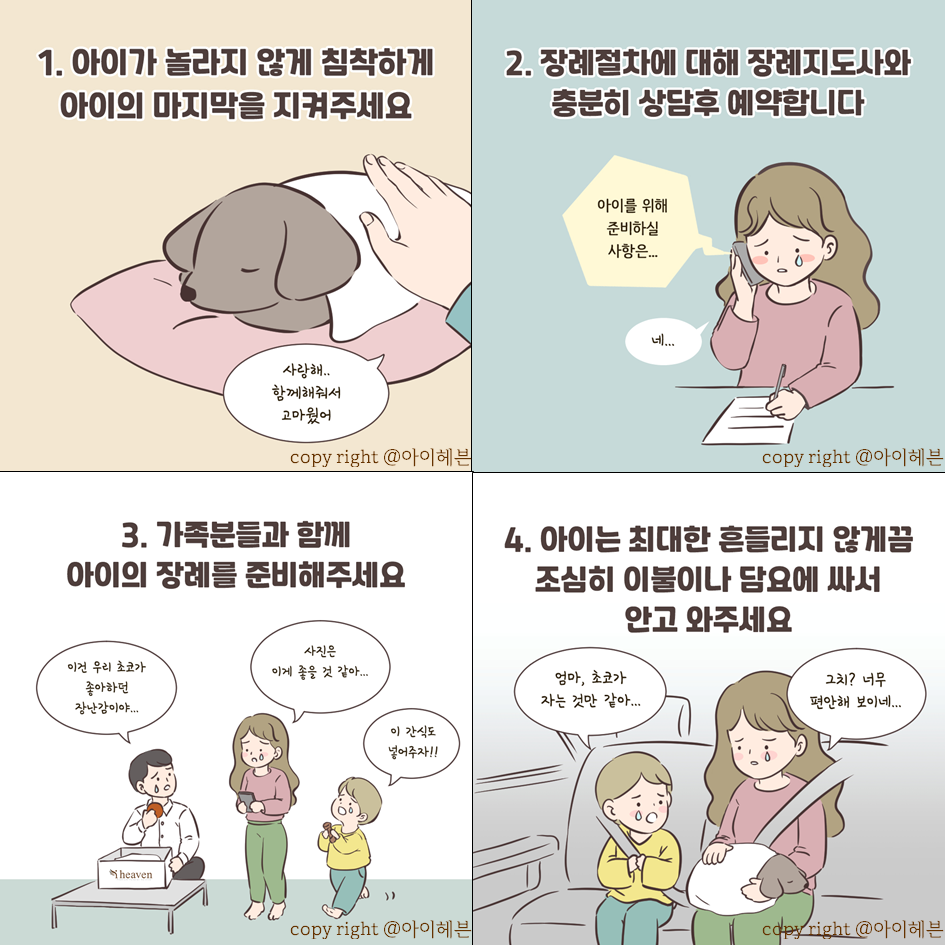 1. 아이가 놀라지 않게 침착하게
아이의 마지막을 지켜주세요
사랑해..
함께해줘서
고마웠어
copy right @아이헤븐
2. 장례절차에 대해 장례지도사와
충분히 상담후 예약합니다
아이를 위해
준비하실
사항은...
네...
copy right @아이헤븐
3. 가족분들과 함께
아이의 장례를 준비해주세요
이건 우리 초코가
좋아하던
장난감이야...
사진은
이게 좋을 것 같아...
이 간식도
넣어주자!!
heaven
copy right @아이헤븐
4. 아이는 최대한 흔들리지 않게끔
조심히 이불이나 담요에 싸서
안고 와주세요
엄마, 초코가
자는 것만 같아...
그치? 너무
편안해 보이네...
copy right @아이헤븐